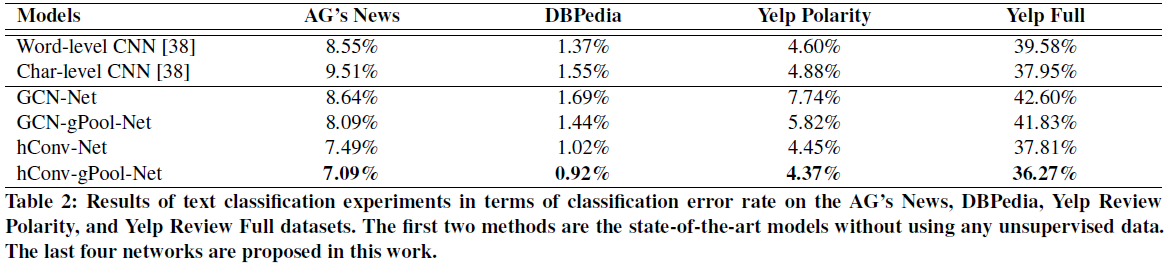 Models AG's News DBPedia Yelp Polarity Yelp Full
Word-level CNN [38] 8.55% 1.37% 4.60% 39.58%
Char-level CNN [38] 9.51% 1.55% 4.88% 37.95%
GCN-Net 8.64% 1.69% 7.74% 42.60%
GCN-gPool-Net 8.09% 1.44% 5.82% 41.83%
hConv-Net 7.49% 1.02% 4.45% 37.81%
hConv-gPool-Net 7.09% 0.92% 4.37% 36.27%
Table 2: Results of text classification experiments in terms of classification error rate on the AG's News, DBPedia, Yelp Review
Polarity, and Yelp Review Full datasets. The first two methods are the state-of-the-art models without using any unsupervised data.
The last four networks are proposed in this work.